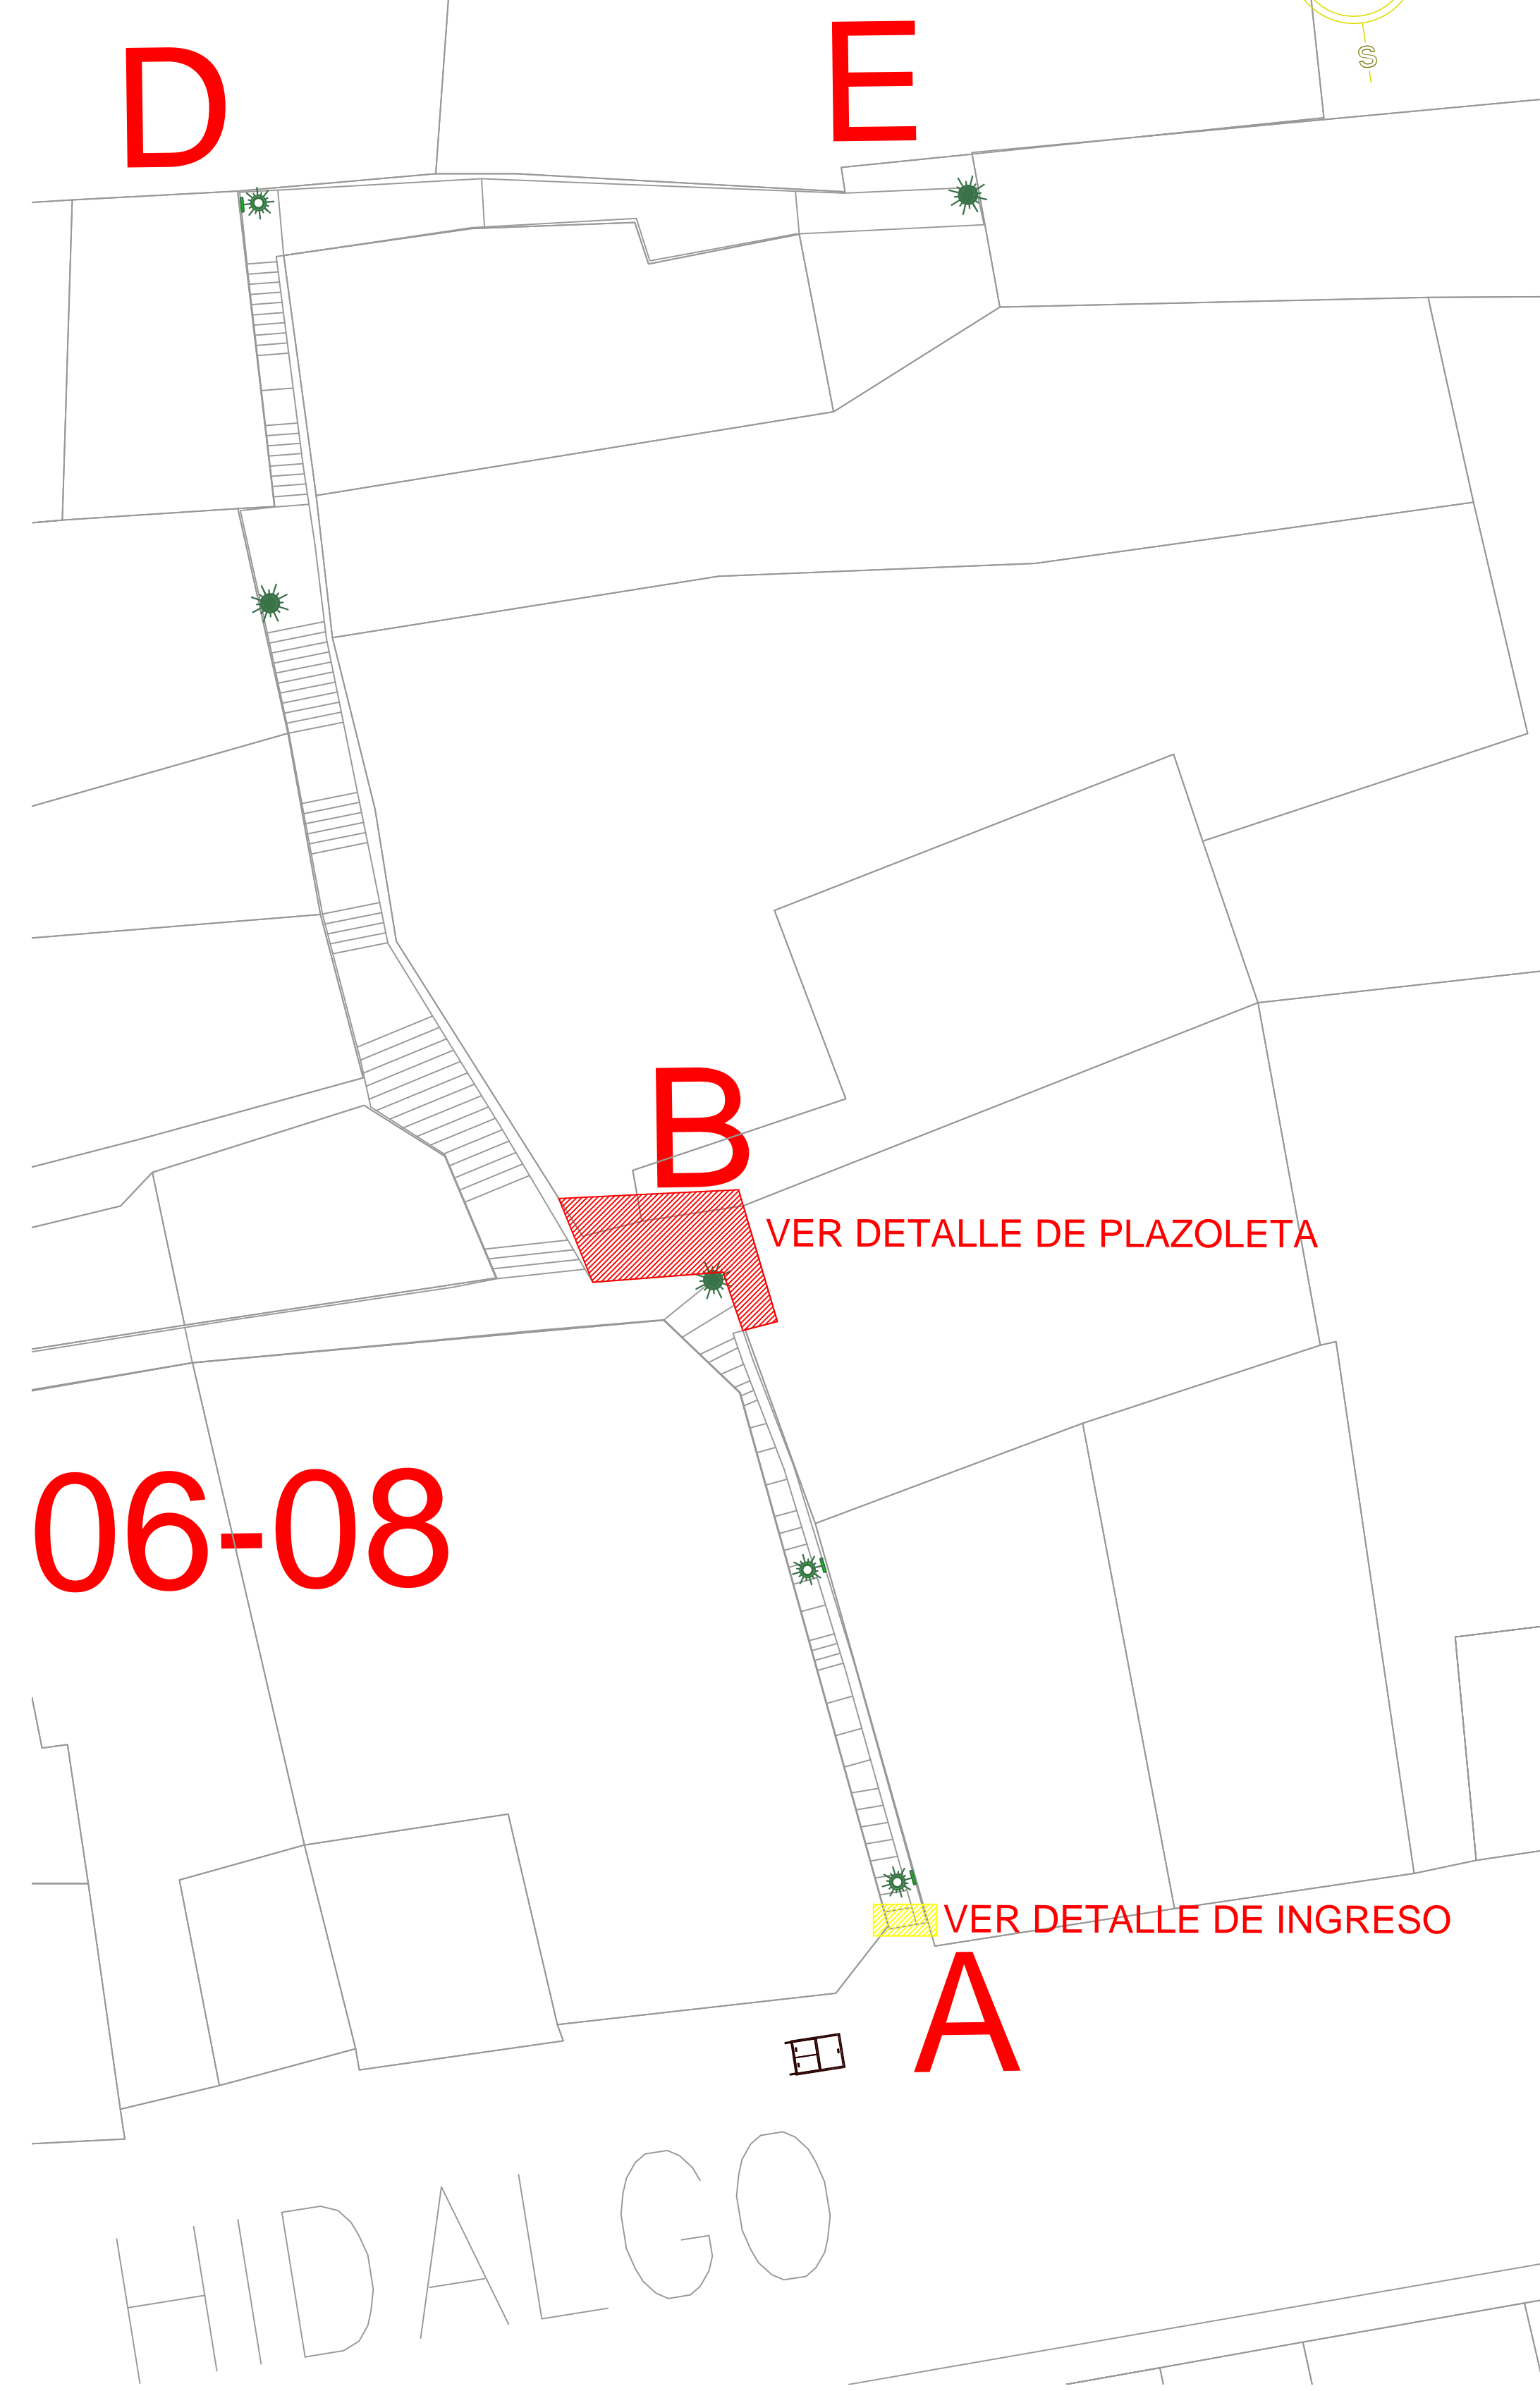 S
D
E
B
VER DETALLE DE PLAZOLETA
06-08
VER DETALLE DE INGRESO
A
HIDALGO